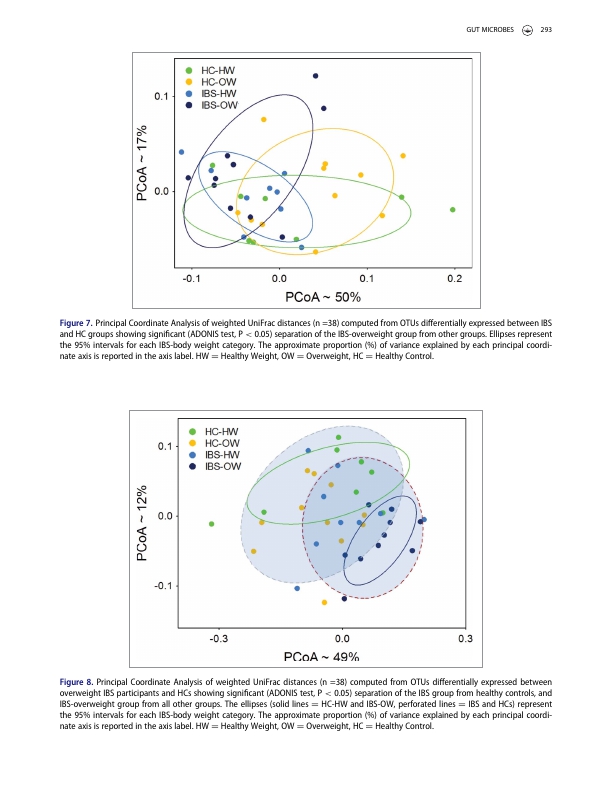 GUT MICROBES 293
HC-HW
HC-OW
IBS-HW
IBS-OW
0.1
0.0
PCoA ~ 17%
-0.1 0.0 0.1 0.2
PCoA ~ 50%
Figure 7. Principal Coordinate Analysis of weighted UniFrac distances (n =38) computed from OTUs differentially expressed between IBS
and HC groups showing significant (ADONIS test, P < 0.05) separation of the IBS-overweight group from other groups. Ellipses represent
the 95% intervals for each IBS-body weight category. The approximate proportion (%) of variance explained by each principal coordi-
nate axis is reported in the axis label. HW = Healthy Weight, OW = Overweight, HC = Healthy Control.
HC-HW
HC-OW
IBS-HW
IBS-OW
0.1
0.0
-0.1
PCoA ~ 12%
-0.3 0.0 0.3
PCoA ~ 49%
Figure 8. Principal Coordinate Analysis of weighted UniFrac distances (n =38) computed from OTUs differentially expressed between
overweight IBS participants and HCs showing significant (ADONIS test, P < 0.05) separation of the IBS group from healthy controls, and
IBS-overweight group from all other groups. The ellipses (solid lines = HC-HW and IBS-OW, perforated lines = IBS and HCs) represent
the 95% intervals for each IBS-body weight category. The approximate proportion (%) of variance explained by each principal coordi-
nate axis is reported in the axis label. HW = Healthy Weight, OW = Overweight, HC = Healthy Control.